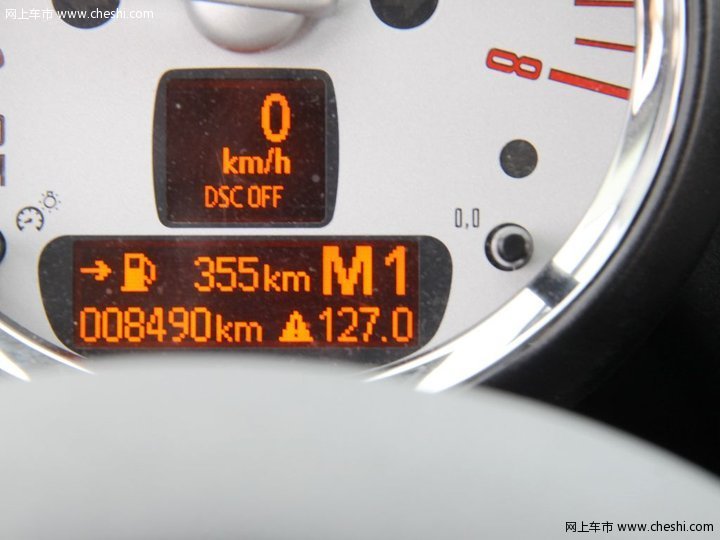 网上车市 www.cheshi.com
8
0
km/h
DSC OFF
0,0
355km M1
008490km 127.0
网上车市 www.cheshi.com